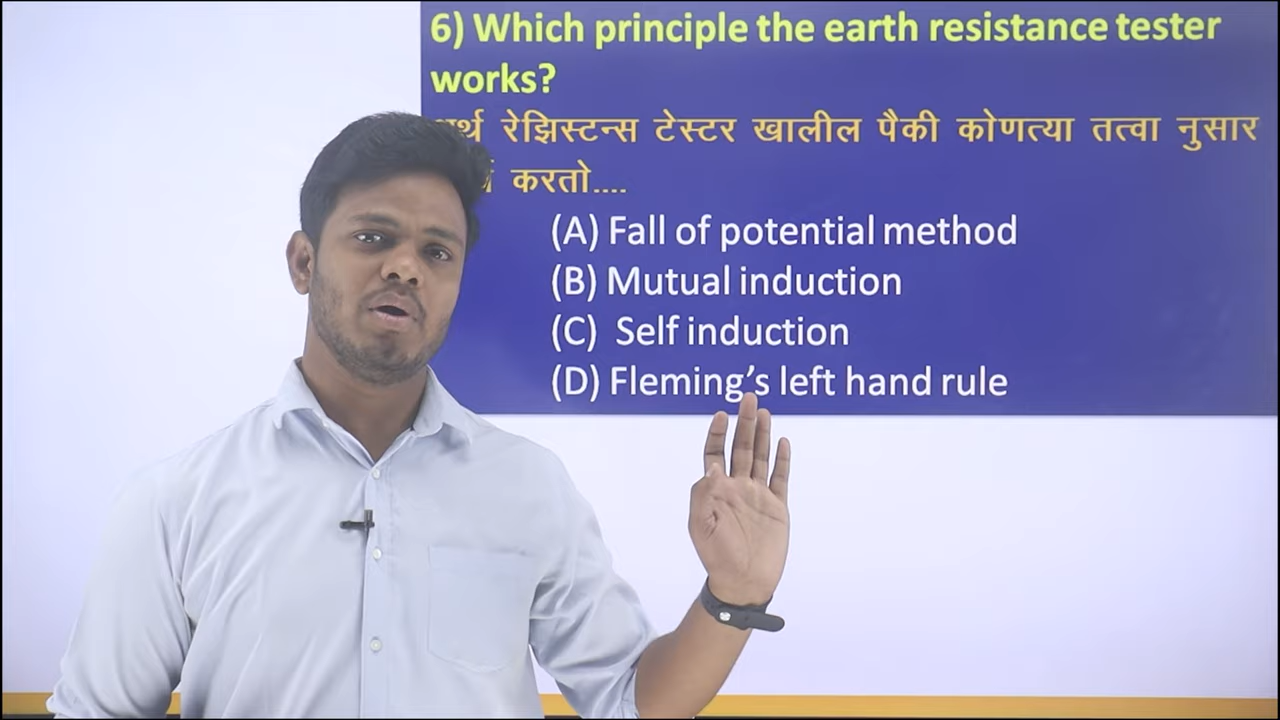 6) Which principle the earth resistance tester
works?
रेझिस्टन्स टेस्टर खालील पैकी कोणत्या तत्वा नुसार
करतो....
(A) Fall of potential method
(B) Mutual induction
(C) Self induction
(D) Fleming's left hand rule